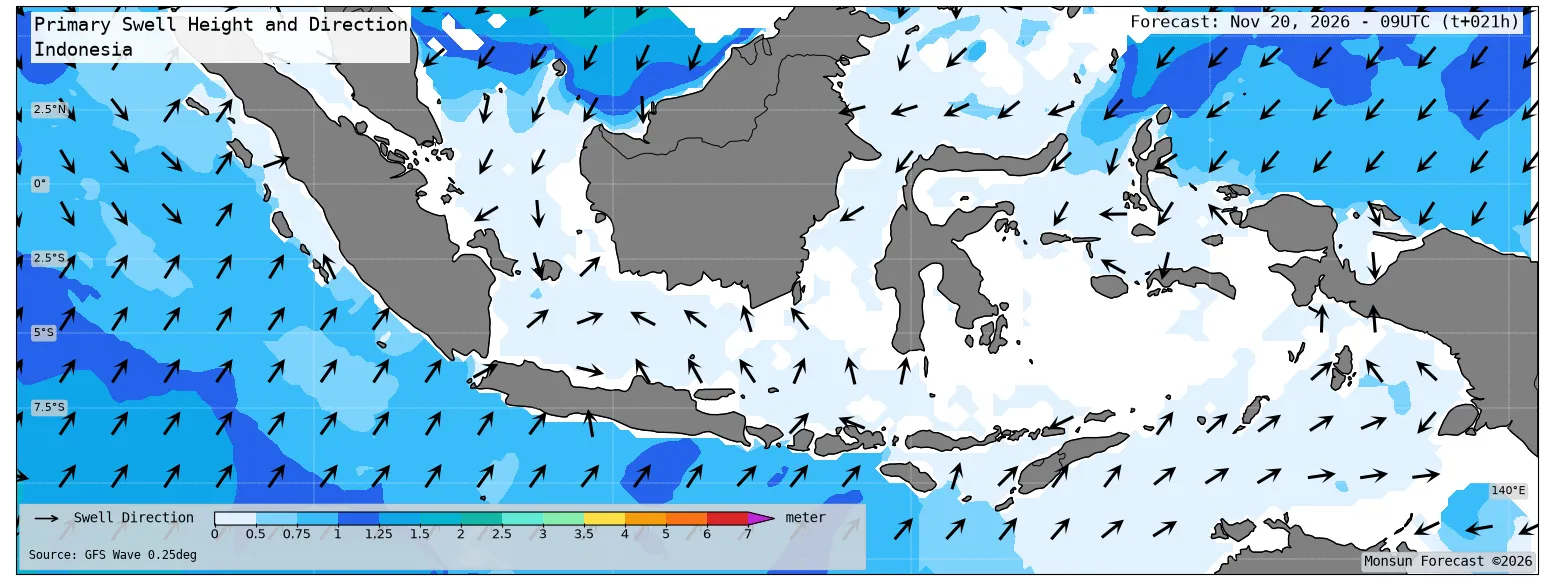 Primary Swell Height and Direction
Indonesia
Forecast: Nov 20, 2026 - 09UTC (t+021h)
2.5°N
0°
2.5°S
5°S
7.5°S
140°E
Swell Direction
0 0.5 0.75 1 1.25 1.5 2 2.5 3 3.5 4 5 6 7
meter
Source: GFS Wave 0.25deg
Monsun Forecast ©2026